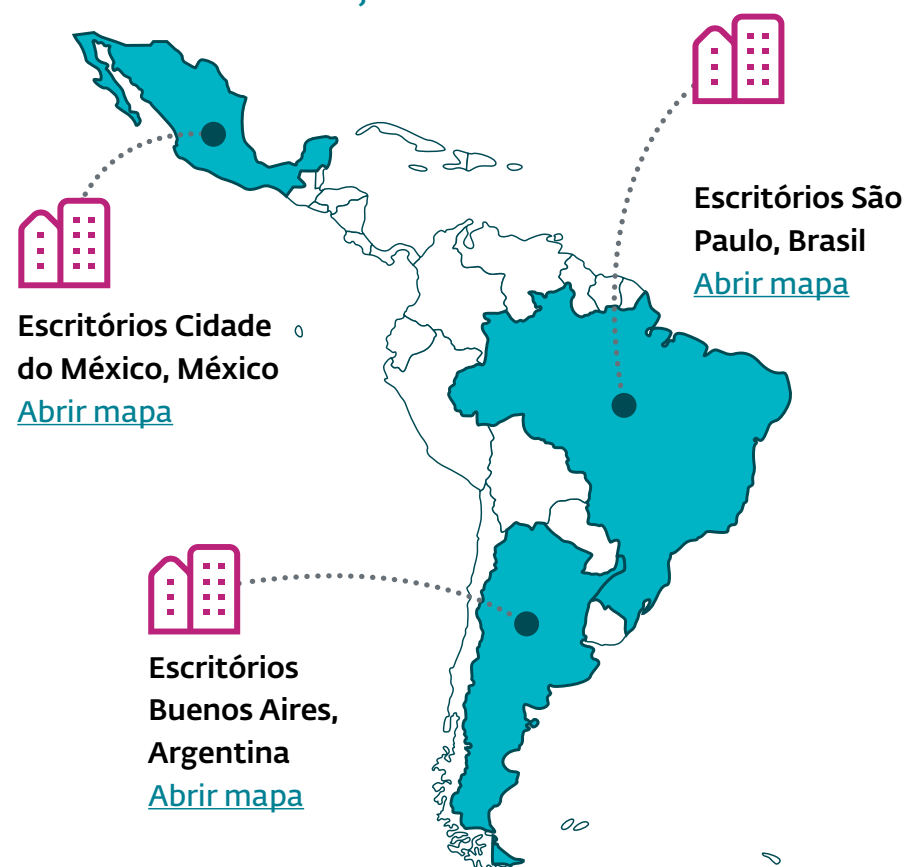 Escritórios São
Paulo, Brasil
Abrir mapa
Escritórios Cidade
do México, México
Abrir mapa
Escritórios
Buenos Aires,
Argentina
Abrir mapa